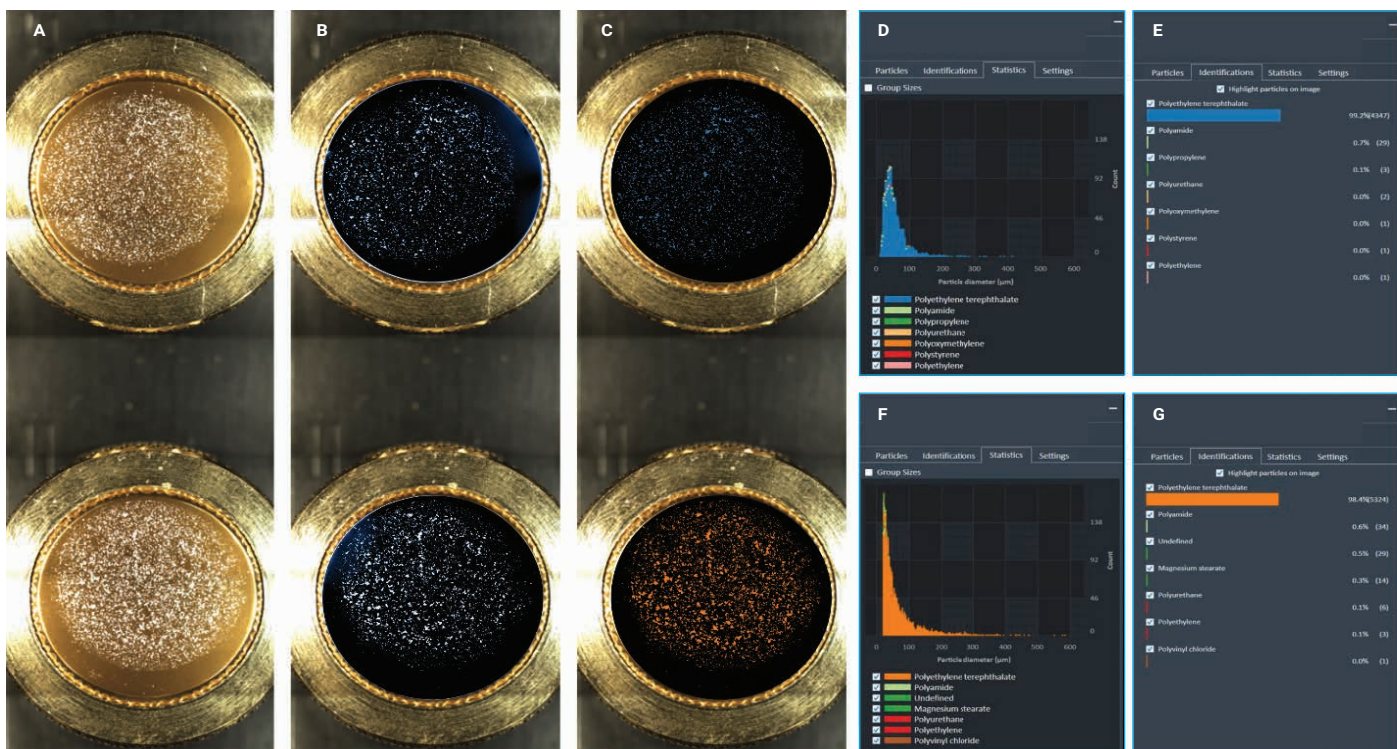 A
B
C
D
Particles Identifications Statistics Settings
Group Sizes
138
92
46
0
Count
0 100 200 300 400 500 600
Particle diameter [μm]
Polyethylene terephthalate
Polyamide
Polypropylene
Polyurethane
Polyoxymethylene
Polystyrene
Polyethylene
E
Particles Identifications Statistics Settings
Highlight particles on image
Polyethylene terephthalate
99.2%(4347)
Polyamide
0.7% (29)
Polypropylene
0.1% (3)
Polyurethane
0.0% (2)
Polyoxymethylene
0.0% (1)
Polystyrene
0.0% (1)
Polyethylene
0.0% (1)
F
Particles Identifications Statistics Settings
Group Sizes
138
92
46
0
Count
0 100 200 300 400 500 600
Particle diameter [μm]
Polyethylene terephthalate
Polyamide
Undefined
Magnesium stearate
Polyurethane
Polyethylene
Polyvinyl chloride
G
Particles Identifications Statistics Settings
Highlight particles on image
Polyethylene terephthalate
98.4%(5324)
Polyamide
0.6% (34)
Undefined
0.5% (29)
Magnesium stearate
0.3% (14)
Polyurethane
0.1% (6)
Polyethylene
0.1% (3)
Polyvinyl chloride
0.0% (1)